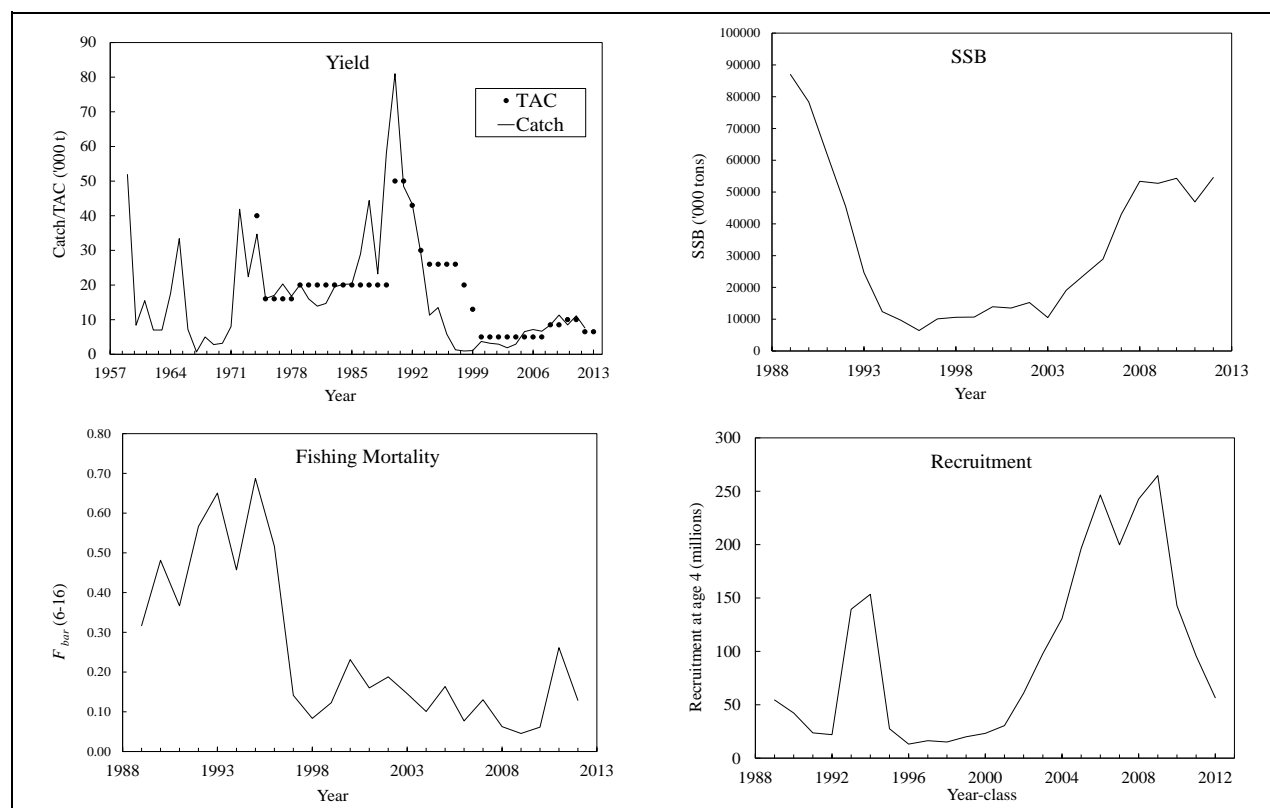 Yield
TAC
Catch
Catch/TAC ('000 t)
90
80
70
60
50
40
30
20
10
0
1957 1964 1971 1978 1985 1992 1999 2006 2013
Year
SSB
SSB ('000 tons)
100000
90000
80000
70000
60000
50000
40000
30000
20000
10000
0
1988 1993 1998 2003 2008 2013
Year
Fishing Mortality
F bar (6-16)
0.80
0.70
0.60
0.50
0.40
0.30
0.20
0.10
0.00
1988 1993 1998 2003 2008 2013
Year
Recruitment
Recruitment at age 4 (millions)
300
250
200
150
100
50
0
1988 1992 1996 2000 2004 2008 2012
Year-class